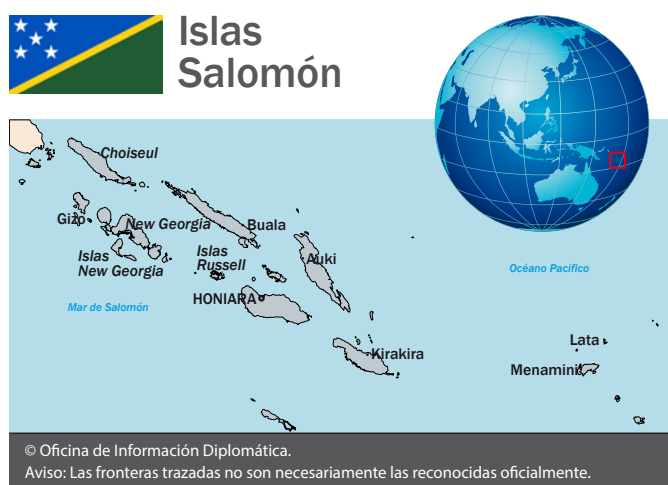 Islas
Salomón
Choiseul
Gizo
New Georgia
Buala
Islas
New Georgia
Islas
Russell
Auki
Océano Pacífico
HONIARA
Mar de Salomón
Lata
Kirakira
Menamini
© Oficina de Información Diplomática.
Aviso: Las fronteras trazadas no son necesariamente las reconocidas oficialmente.